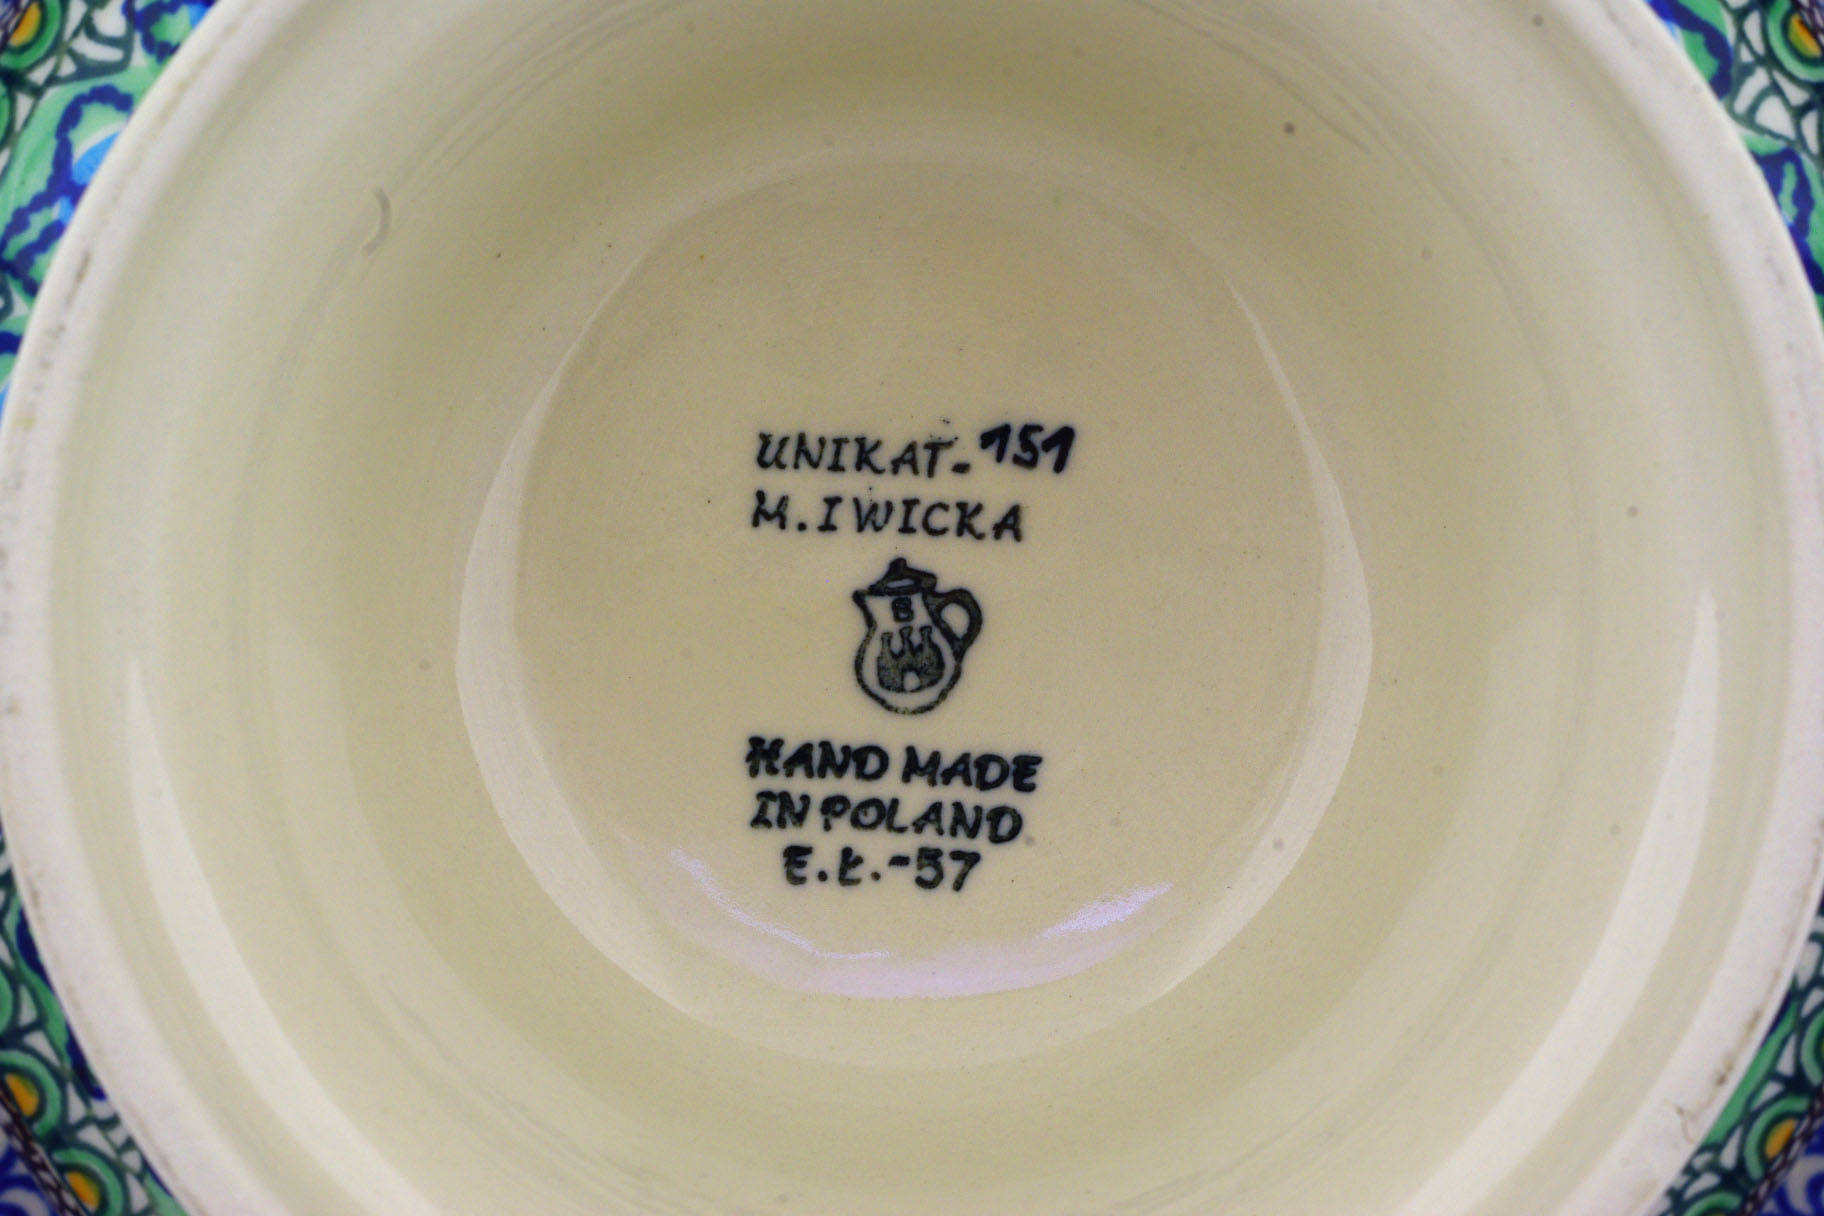 UNIKAT-151
M.IWICKA
B
HAND MADE
IN POLAND
E.Ł.-57